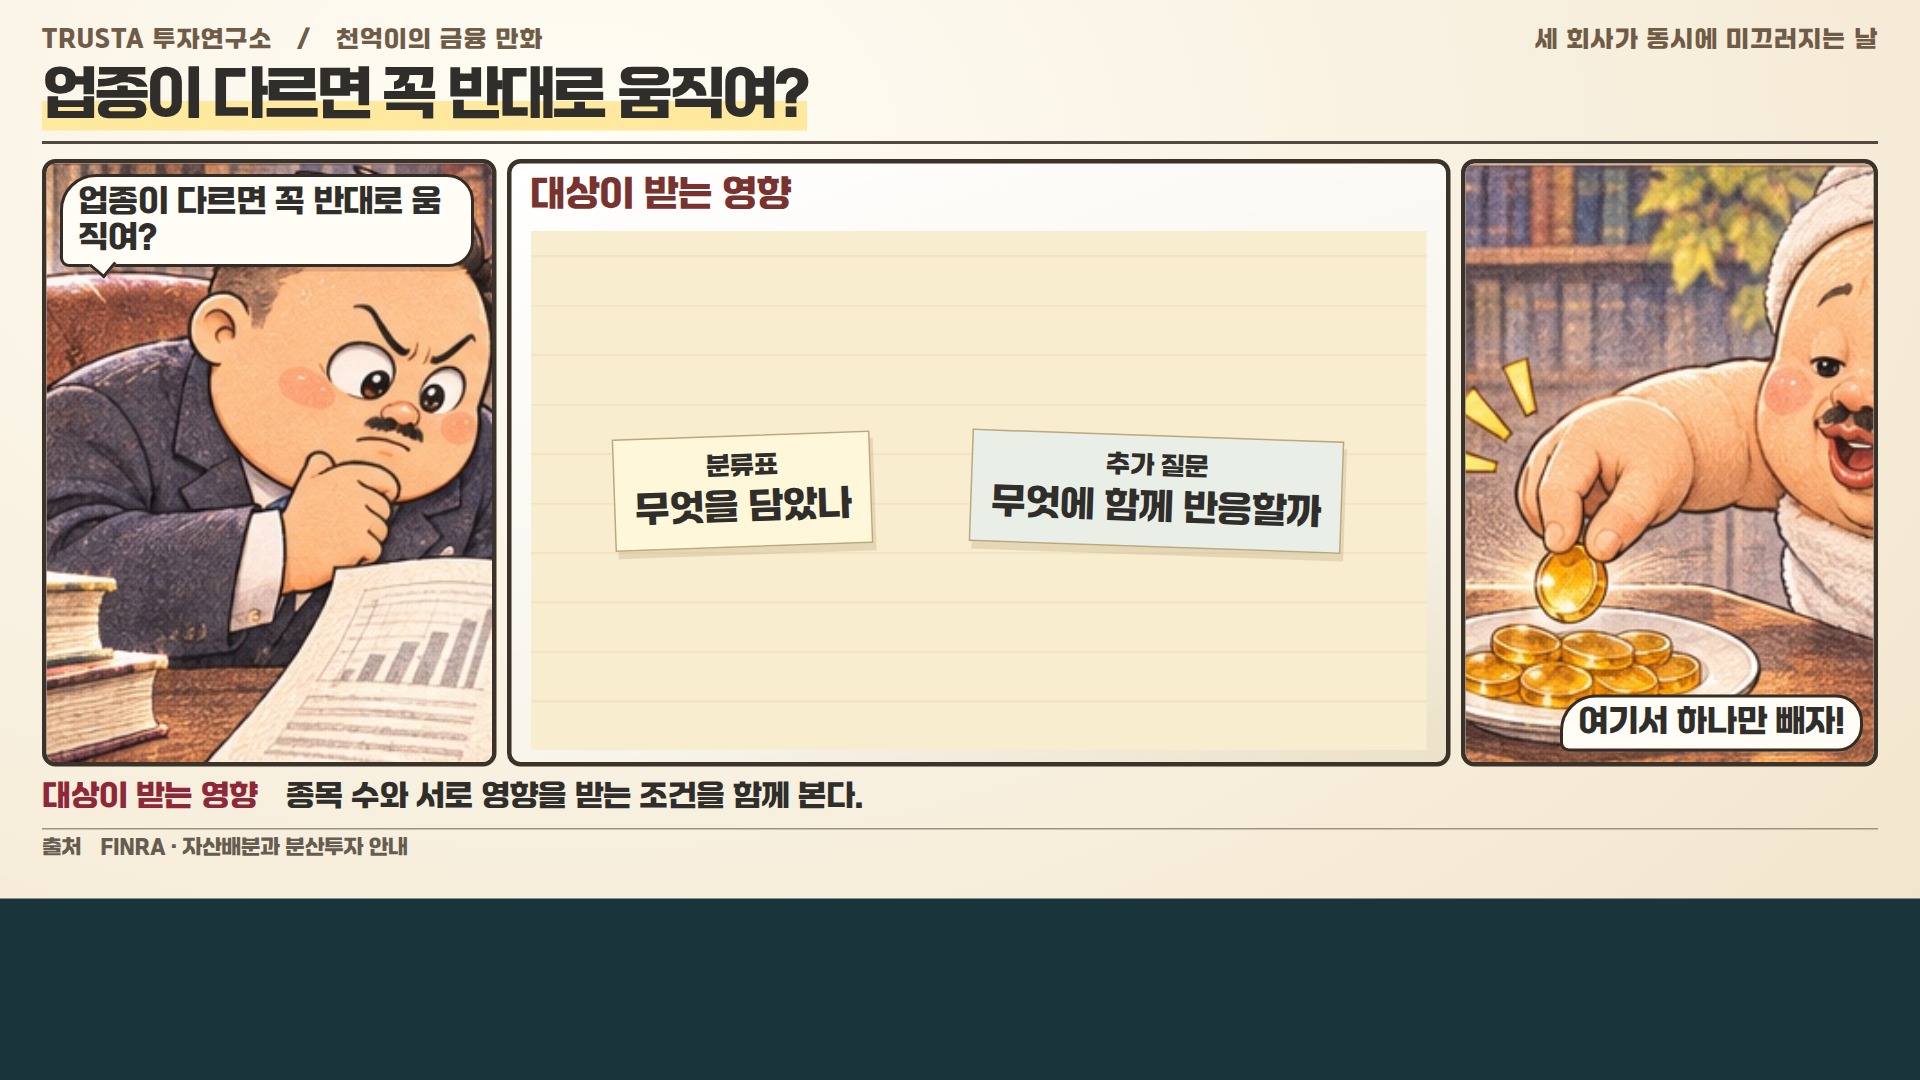 TRUSTA 투자연구소 / 천억이의 금융 만화
세 회사가 동시에 미끄러지는 날
업종이 다르면 꼭 반대로 움직여?
업종이 다르면 꼭 반대로 움
직여?
대상이 받는 영향
분류표
무엇을 담았나
추가 질문
무엇에 함께 반응할까
여기서 하나만 빼자!
대상이 받는 영향 종목 수와 서로 영향을 받는 조건을 함께 본다.
출처 FINRA · 자산배분과 분산투자 안내